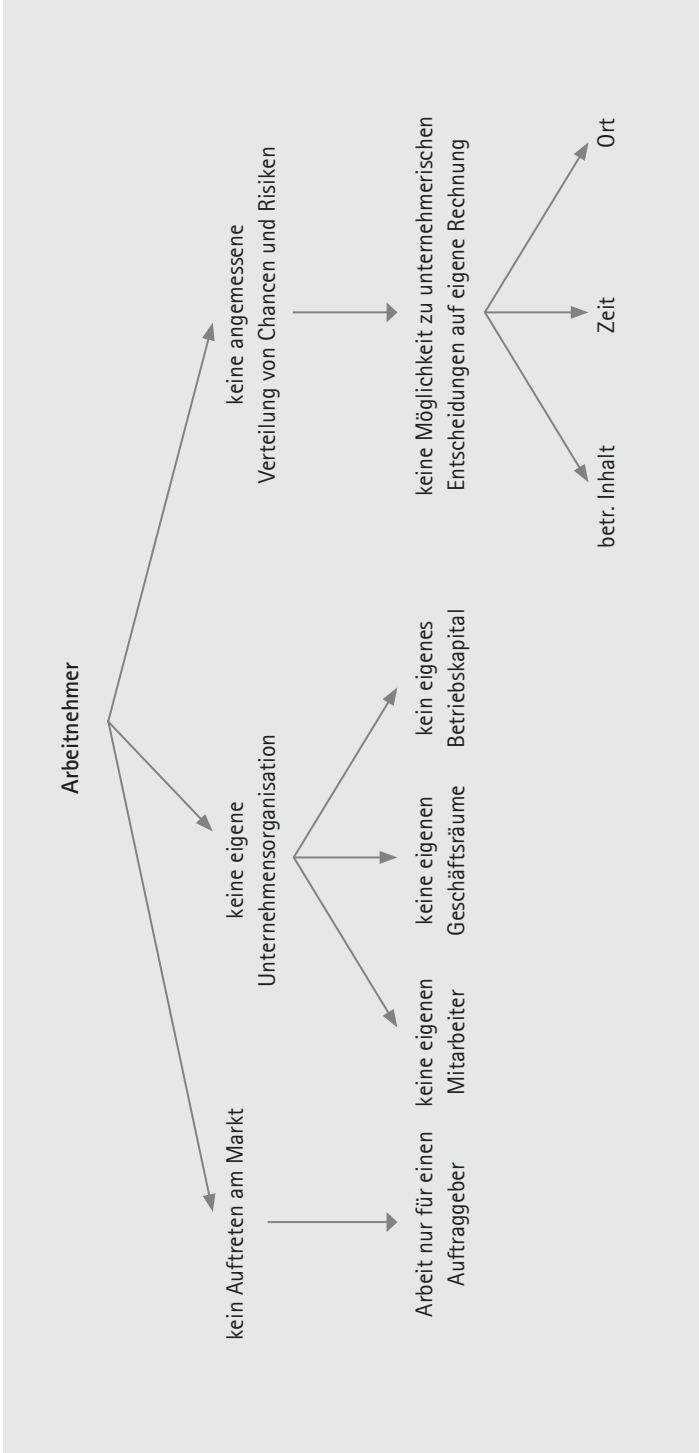 Arbeitnehmer
kein Auftreten am Markt
keine eigene
Unternehmensorganisation
keine angemessene
Verteilung von Chancen und Risiken
Arbeit nur für einen
Auftraggeber
keine eigenen
Mitarbeiter
keine eigenen
Geschäftsräume
kein eigenes
Betriebskapital
keine Möglichkeit zu unternehmerischen
Entscheidungen auf eigene Rechnung
betr. Inhalt
Zeit
Ort